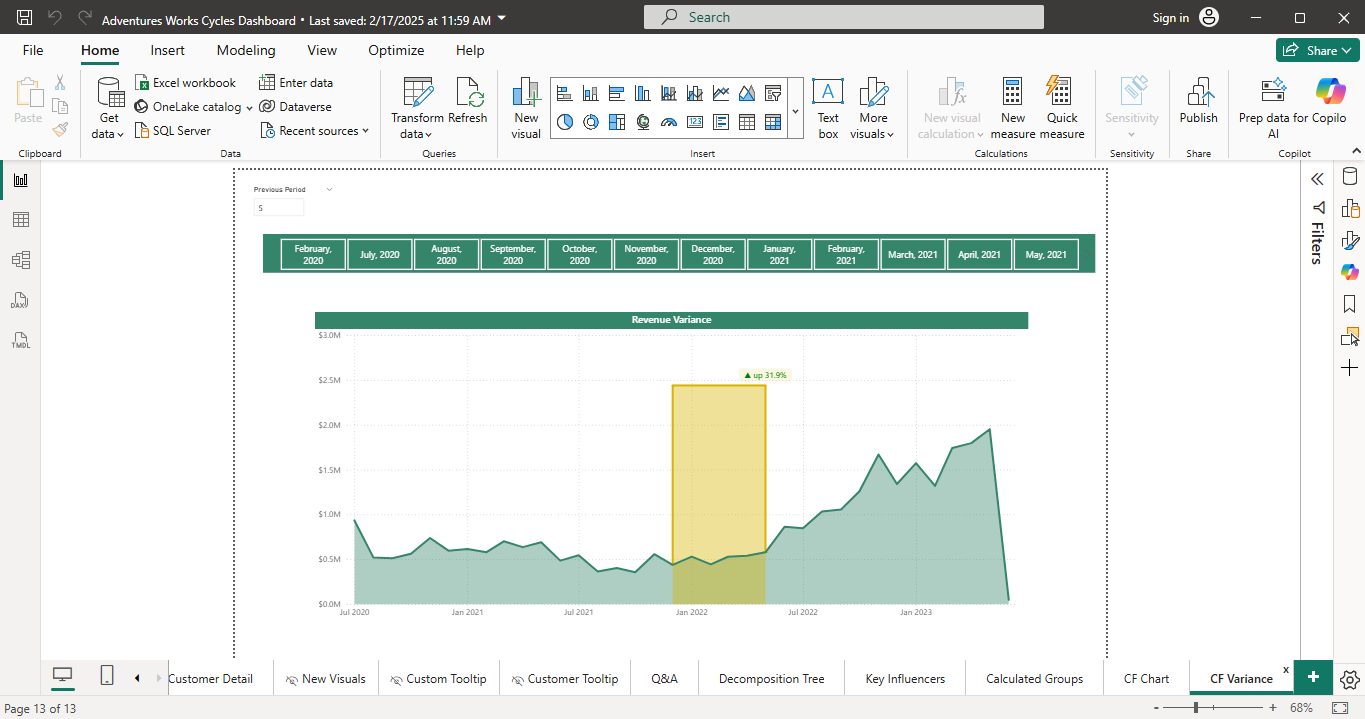 Adventures Works Cycles Dashboard • Last saved: 2/17/2025 at 11:59 AM
Search
Sign in
File
Home
Insert
Modeling
View
Optimize
Help
Share
Paste
Clipboard
Get data
Excel workbook
OneLake catalog
SQL Server
Enter data
Dataverse
Recent sources
Data
Transform data
Refresh
Queries
New visual
123
A
Text box
More visuals
Insert
New visual calculation
New measure
Quick measure
Calculations
Sensitivity
Sensitivity
Publish
Share
Prep data for AI
Copilo
Copilot
DAX
TMDL
Filters
Previous Period
5
February, 2020
July, 2020
August, 2020
September, 2020
October, 2020
November, 2020
December, 2020
January, 2021
February, 2021
March, 2021
April, 2021
May, 2021
Revenue Variance
$3.0M
$2.5M
$2.0M
$1.5M
$1.0M
$0.5M
$0.0M
▲ up 31.9%
Jul 2020
Jan 2021
Jul 2021
Jan 2022
Jul 2022
Jan 2023
Customer Detail
New Visuals
Custom Tooltip
Customer Tooltip
Q&A
Decomposition Tree
Key Influencers
Calculated Groups
CF Chart
CF Variance
x
+
Page 13 of 13
-
+
68%